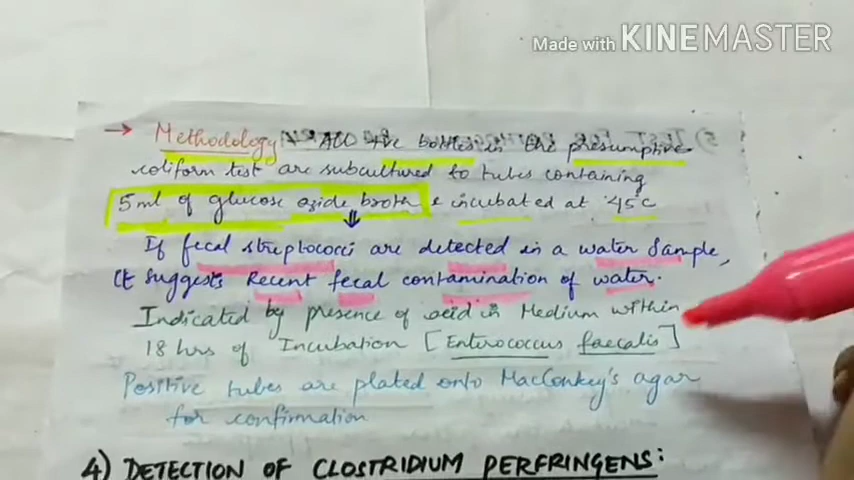 Made with KINEMASTER
→ Methodology :- All +ve bottles in the presumptive
coliform test are subcultured to tubes containing
5ml of glucose azide broth & incubated at 45°C
⇓
If fecal streptococci are detected in a water sample,
it suggests Recent fecal contamination of water.
Indicated by presence of acid in Medium within
18 hrs of Incubation [Enterococcus faecalis]
Positive tubes are plated onto MacConkey's agar
for confirmation
4) DETECTION OF CLOSTRIDIUM PERFRINGENS: